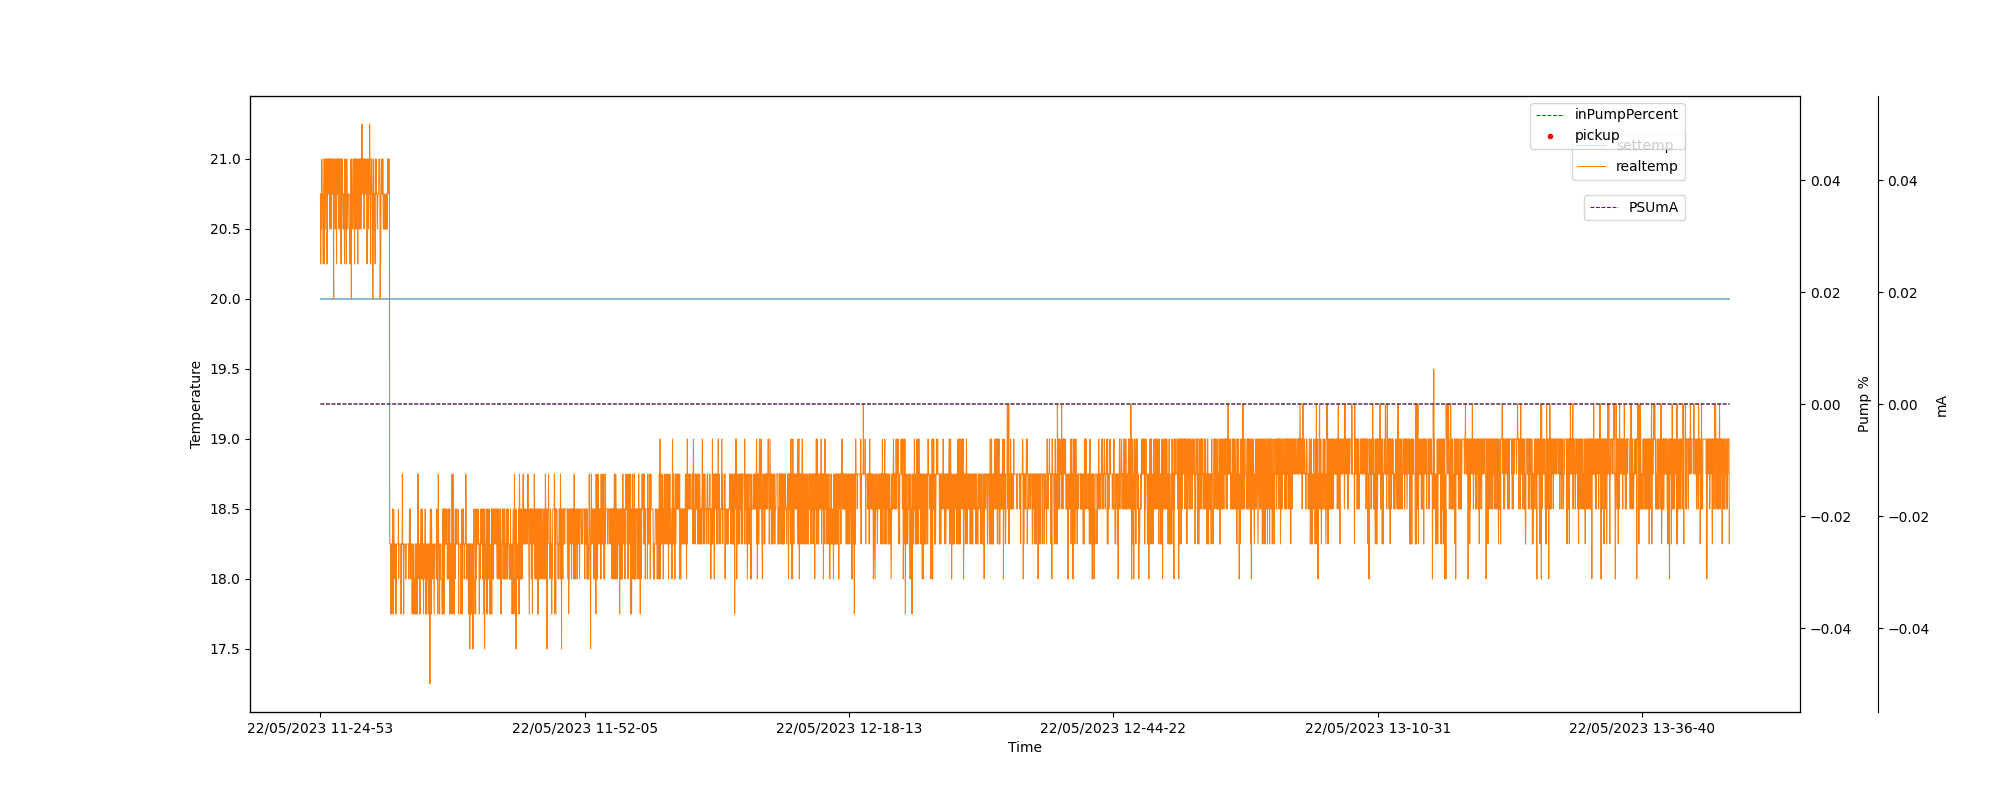 inPumpPercent
pickup
settemp
realtemp
PSUmA
21.0
20.5
20.0
19.5
19.0
18.5
18.0
17.5
Temperature
0.04
0.02
0.00
−0.02
−0.04
Pump %
0.04
0.02
0.00
−0.02
−0.04
mA
22/05/2023 11-24-53
22/05/2023 11-52-05
22/05/2023 12-18-13
22/05/2023 12-44-22
22/05/2023 13-10-31
22/05/2023 13-36-40
Time